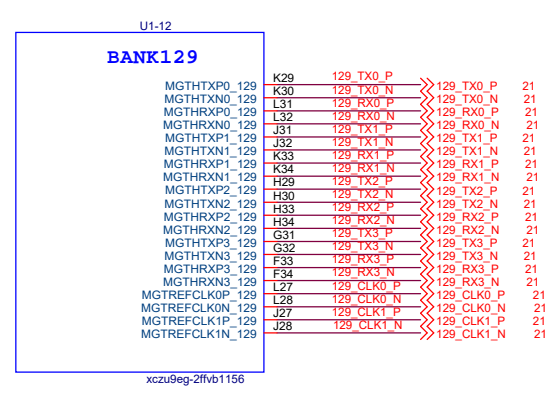 U1-12
BANK129
MGTHTXP0_129 K29 129_TX0_P 129_TX0_P 21
MGTHTXN0_129 K30 129_TX0_N 129_TX0_N 21
MGTHRXP0_129 L31 129_RX0_P 129_RX0_P 21
MGTHRXN0_129 L32 129_RX0_N 129_RX0_N 21
MGTHTXP1_129 J31 129_TX1_P 129_TX1_P 21
MGTHTXN1_129 J32 129_TX1_N 129_TX1_N 21
MGTHRXP1_129 K33 129_RX1_P 129_RX1_P 21
MGTHRXN1_129 K34 129_RX1_N 129_RX1_N 21
MGTHTXP2_129 H29 129_TX2_P 129_TX2_P 21
MGTHTXN2_129 H30 129_TX2_N 129_TX2_N 21
MGTHRXP2_129 H33 129_RX2_P 129_RX2_P 21
MGTHRXN2_129 H34 129_RX2_N 129_RX2_N 21
MGTHTXP3_129 G31 129_TX3_P 129_TX3_P 21
MGTHTXN3_129 G32 129_TX3_N 129_TX3_N 21
MGTHRXP3_129 F33 129_RX3_P 129_RX3_P 21
MGTHRXN3_129 F34 129_RX3_N 129_RX3_N 21
MGTREFCLK0P_129 L27 129_CLK0_P 129_CLK0_P 21
MGTREFCLK0N_129 L28 129_CLK0_N 129_CLK0_N 21
MGTREFCLK1P_129 J27 129_CLK1_P 129_CLK1_P 21
MGTREFCLK1N_129 J28 129_CLK1_N 129_CLK1_N 21
xczu9eg-2ffvb1156